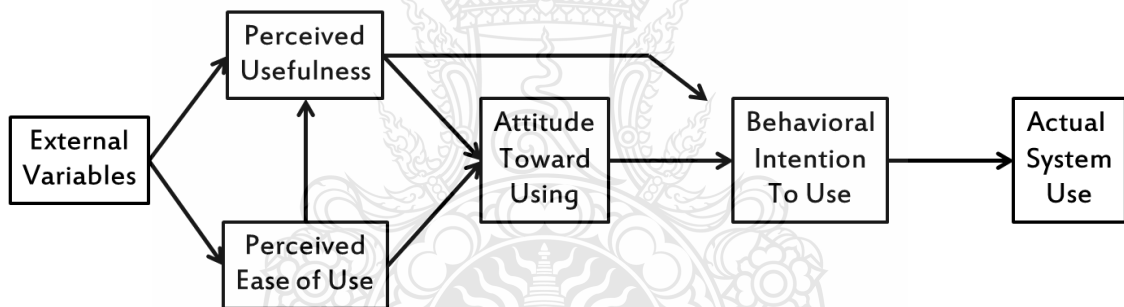 Perceived
Usefulness
External
Variables
Attitude
Toward
Using
Behavioral
Intention
To Use
Actual
System
Use
Perceived
Ease of Use